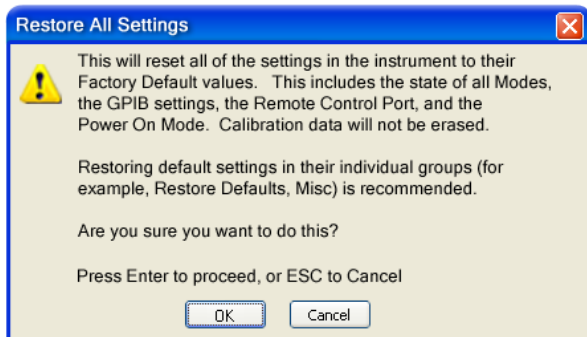 Restore All Settings
This will reset all of the settings in the instrument to their
Factory Default values. This includes the state of all Modes,
the GPIB settings, the Remote Control Port, and the
Power On Mode. Calibration data will not be erased.
Restoring default settings in their individual groups (for
example, Restore Defaults, Misc) is recommended.
Are you sure you want to do this?
Press Enter to proceed, or ESC to Cancel
OK
Cancel